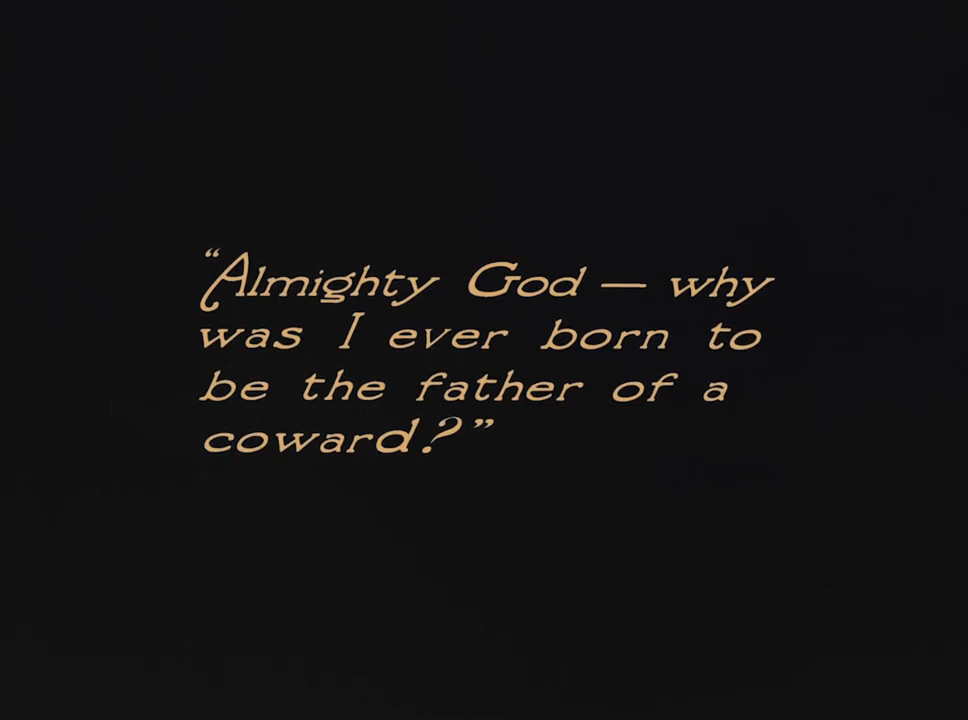 “Almighty God — why
was I ever born to
be the father of a
coward?”